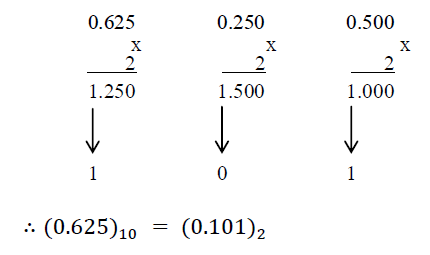 0.625 0.250 0.500
x x x
2 2 2
1.250 1.500 1.000
1 0 1
∴ (0.625)₁₀ = (0.101)₂